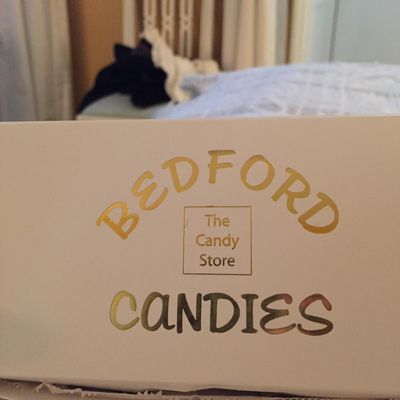 BEDFORD
The
Candy
Store
CANDIES